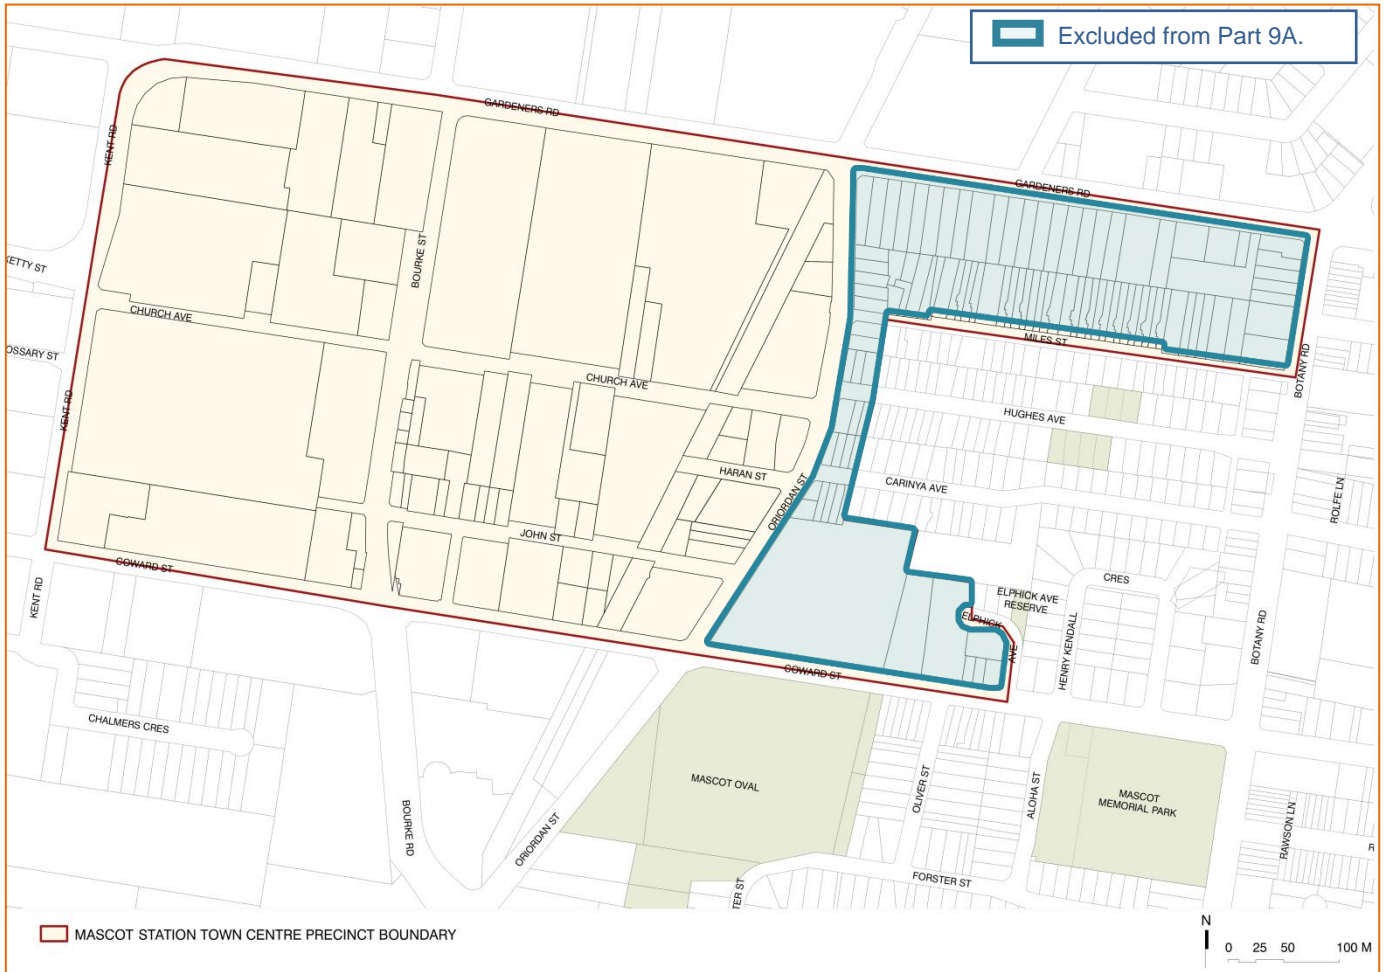 Excluded from Part 9A.
GARDENERS RD
KENT RD
GARDENERS RD
BOURKE ST
KETTY ST
CHURCH AVE
MILES ST
BOTANY RD
OSSARY ST
CHURCH AVE
KENT RD
HUGHES AVE
HARAN ST
CARINYA AVE
ORIORDAN ST
ROLFE LN
JOHN ST
COWARD ST
CRES
KENT RD
ELPHICK AVE
RESERVE
ELPHICK
AVE
HENRY KENDALL
BOTANY RD
COWARD ST
CHALMERS CRES
MASCOT OVAL
OLIVER ST
ALOHA ST
MASCOT
MEMORIAL PARK
BOURKE RD
ORIORDAN ST
RAWSON LN
R
FORSTER ST
TER ST
MASCOT STATION TOWN CENTRE PRECINCT BOUNDARY
N
0 25 50 100 M